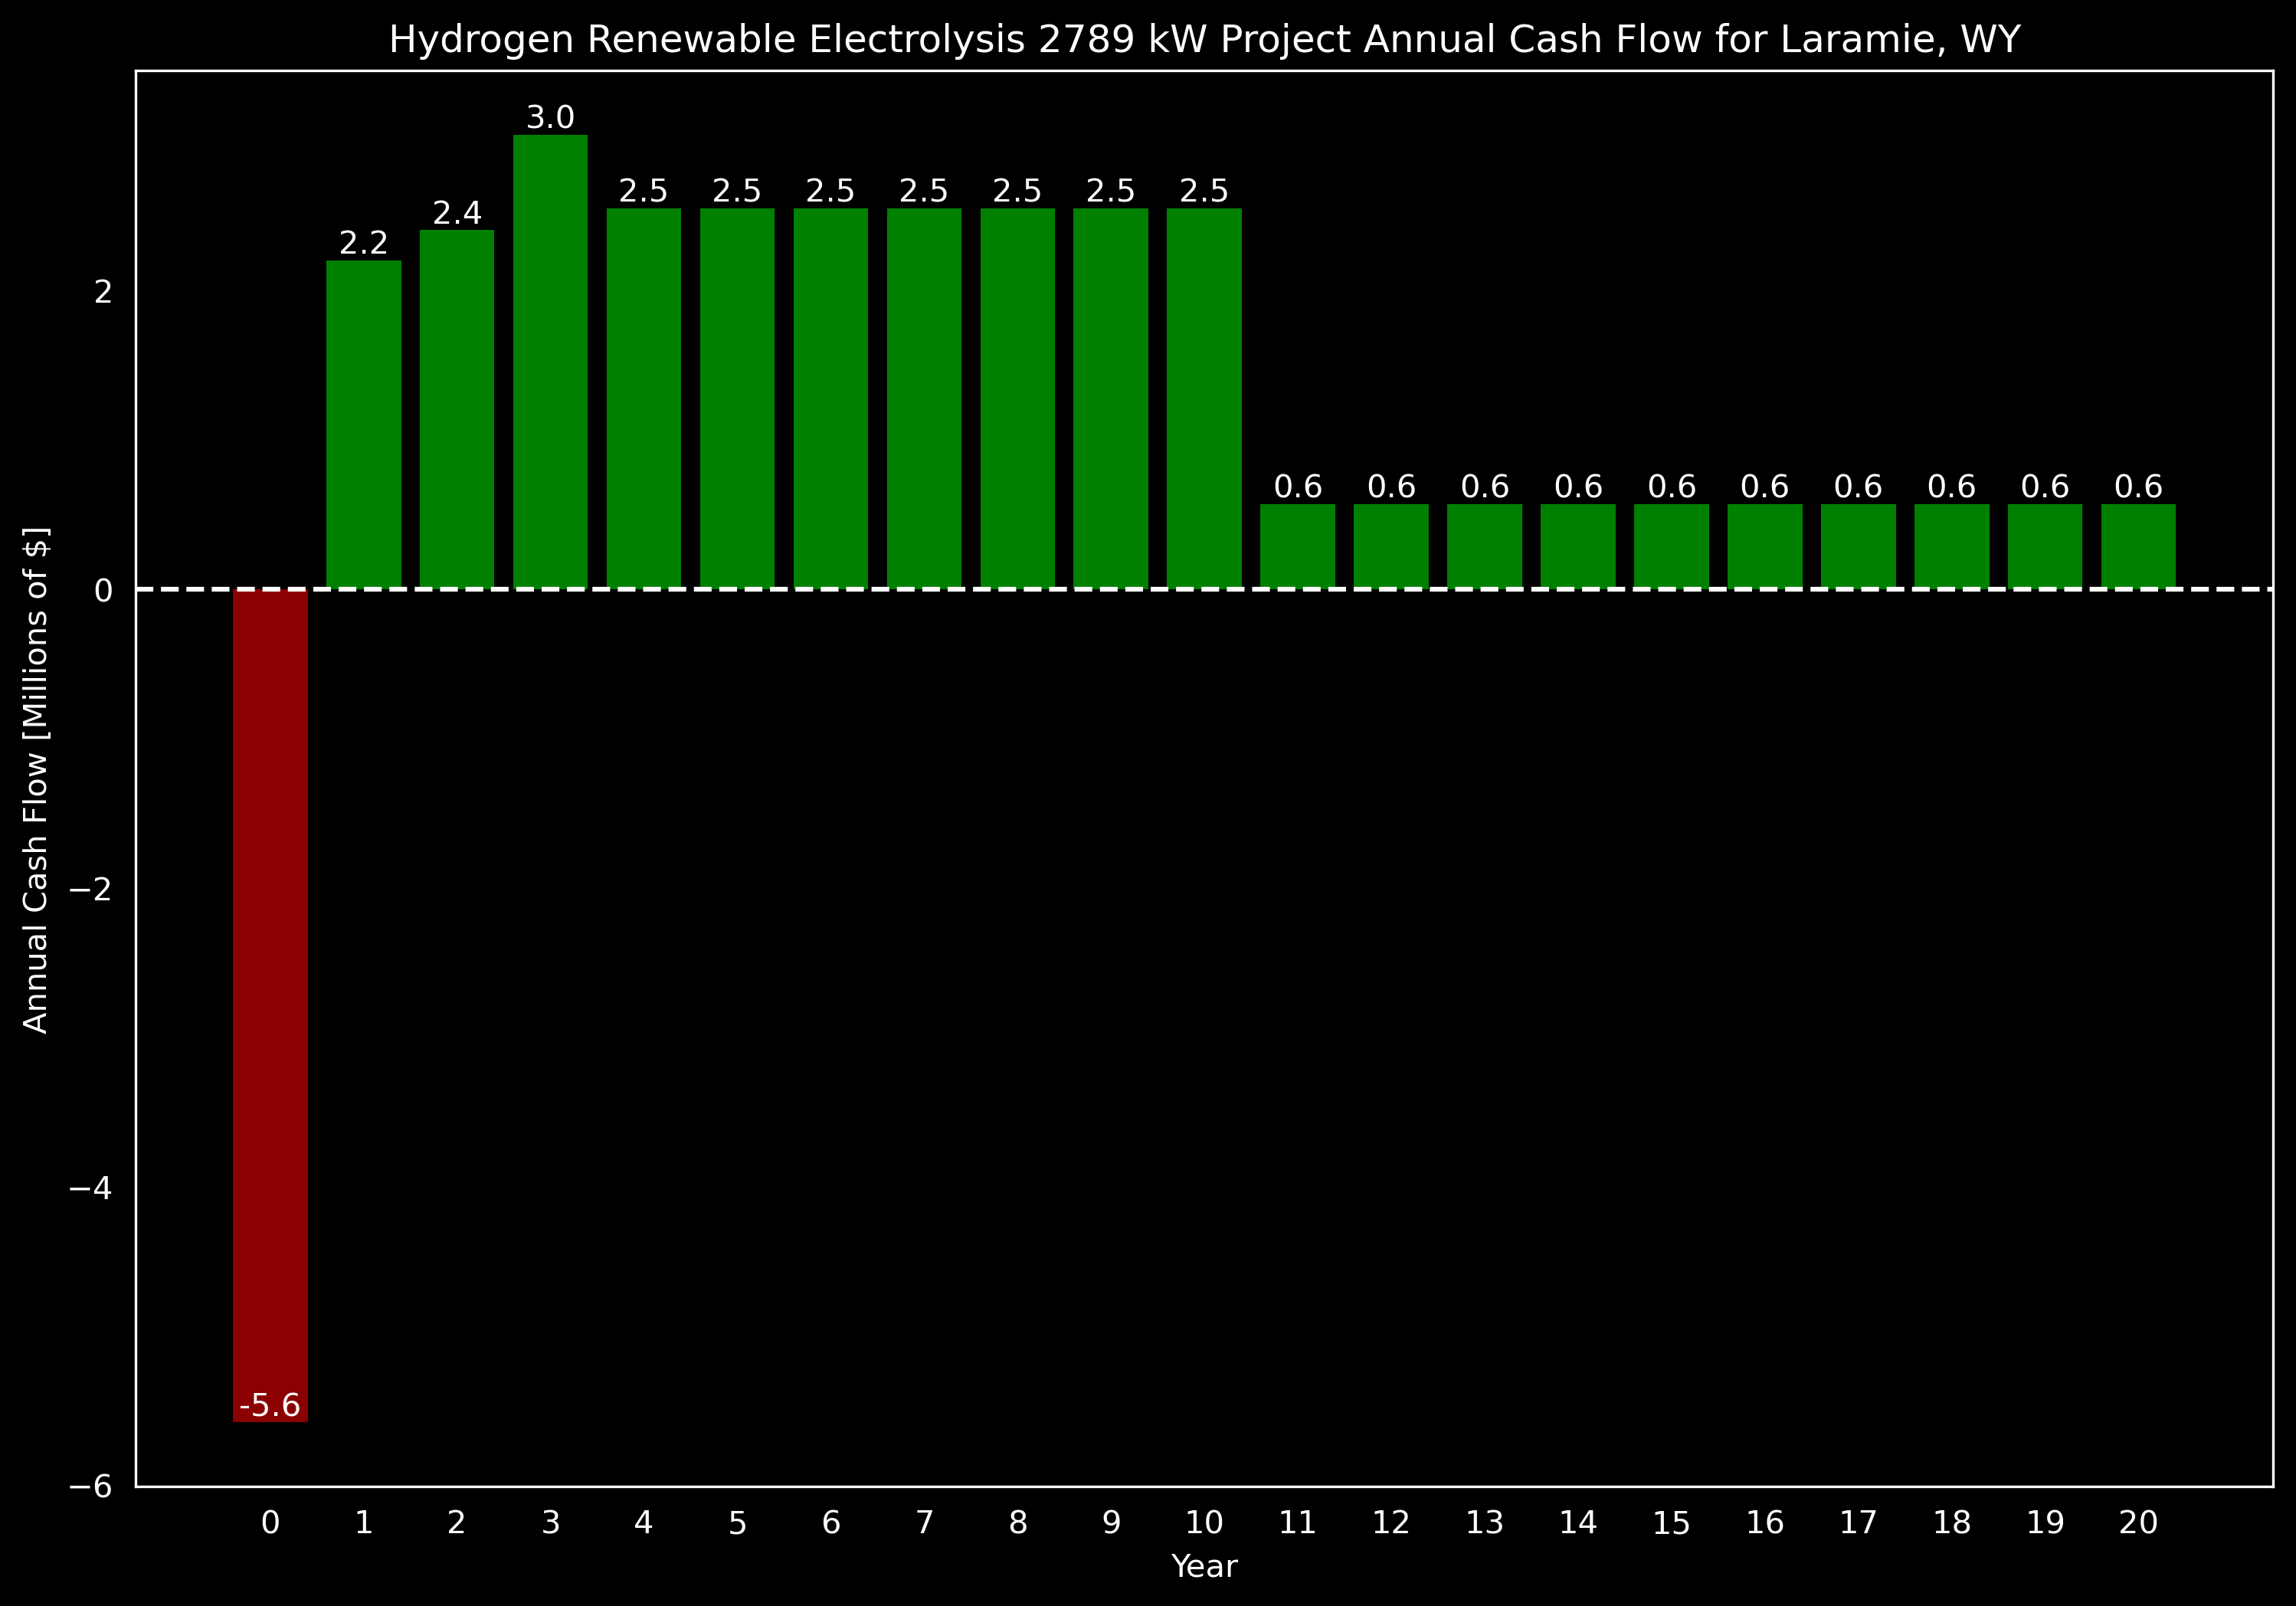 Hydrogen Renewable Electrolysis 2789 kW Project Annual Cash Flow for Laramie, WY
3.0
2.5 2.5 2.5 2.5 2.5 2.5 2.5
2.4
2.2
2
0.6 0.6 0.6 0.6 0.6 0.6 0.6 0.6 0.6 0.6
0
Annual Cash Flow [Millions of $]
−2
−4
-5.6
−6
0 1 2 3 4 5 6 7 8 9 10 11 12 13 14 15 16 17 18 19 20
Year